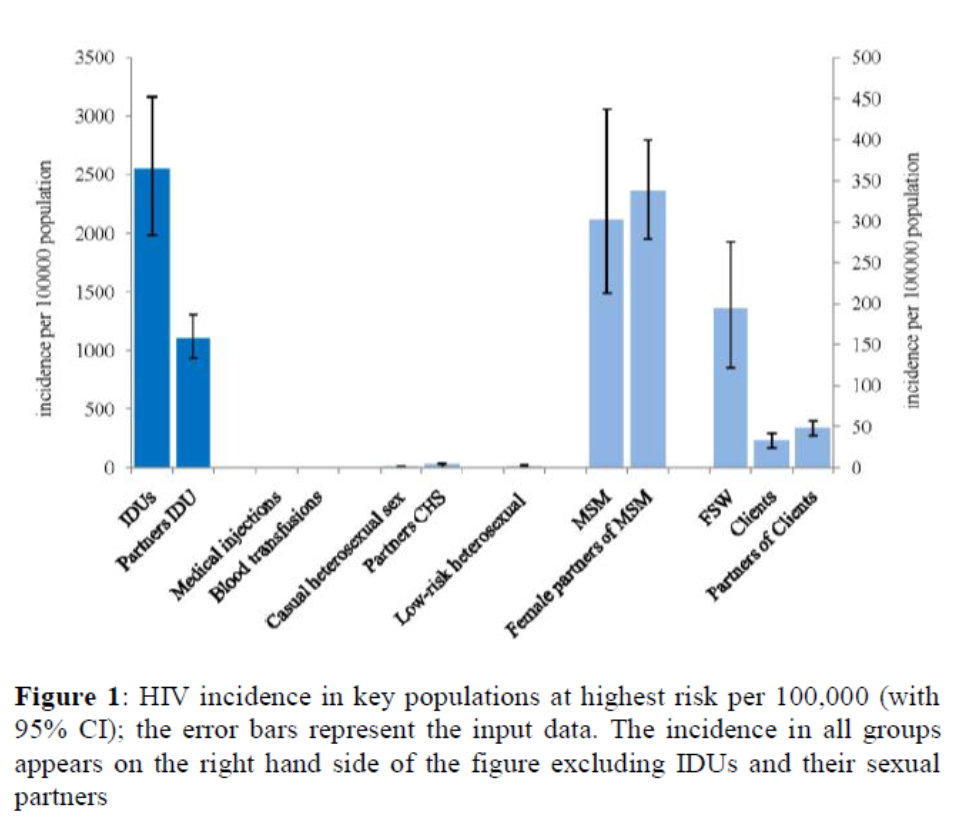 3500
3000
2500
2000
1500
1000
500
0
incidence per 100000 population
500
450
400
350
300
250
200
150
100
50
0
incidence per 100000 population
IDUs
Partners IDU
Medical injections
Blood transfusions
Casual heterosexual sex
Partners CHS
Low-risk heterosexual
MSM
Female partners of MSM
FSW
Clients
Partners of Clients
Figure 1: HIV incidence in key populations at highest risk per 100,000 (with
95% CI); the error bars represent the input data. The incidence in all groups
appears on the right hand side of the figure excluding IDUs and their sexual
partners